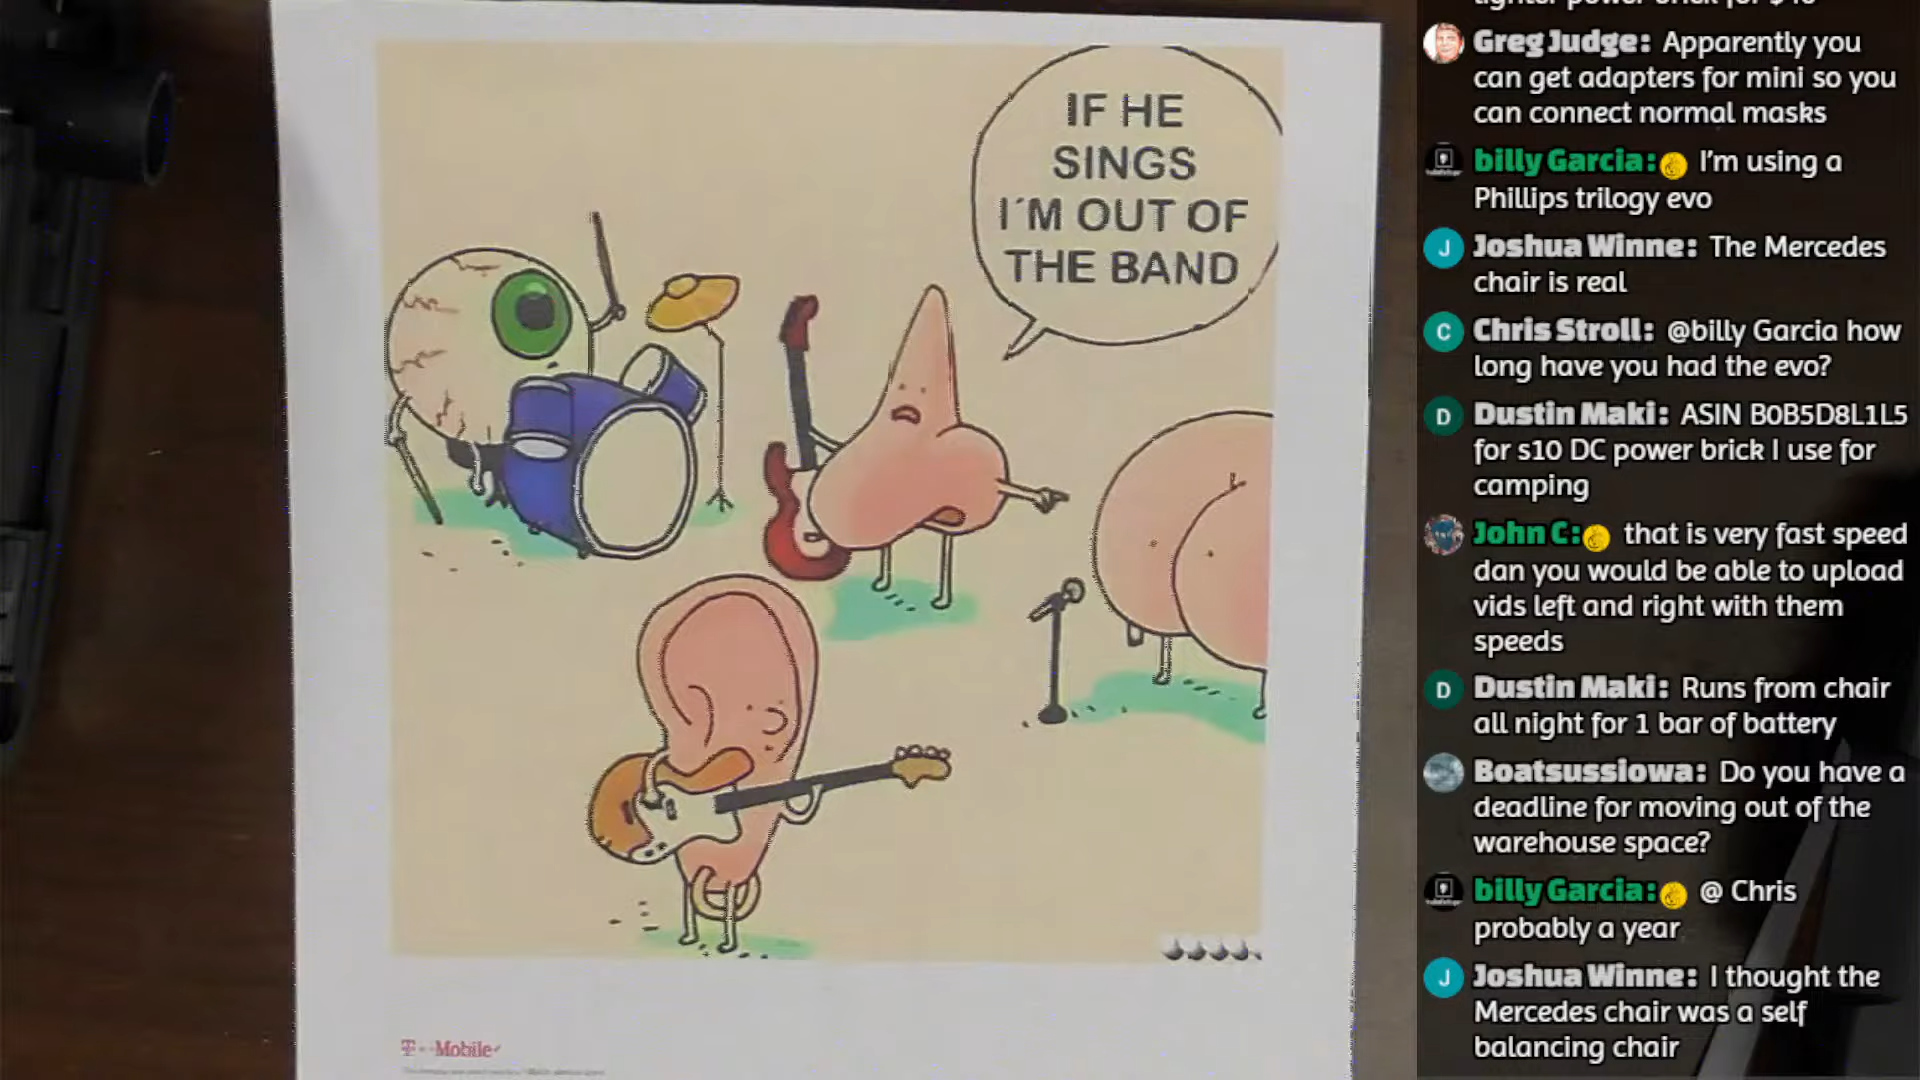 IF HE
SINGS
I´M OUT OF
THE BAND
T··Mobile
Greg Judge: Apparently you
can get adapters for mini so you
can connect normal masks
billy Garcia: I'm using a
Phillips trilogy evo
Joshua Winne: The Mercedes
chair is real
Chris Stroll: @billy Garcia how
long have you had the evo?
Dustin Maki: ASIN B0B5D8L1L5
for s10 DC power brick I use for
camping
John C: that is very fast speed
dan you would be able to upload
vids left and right with them
speeds
Dustin Maki: Runs from chair
all night for 1 bar of battery
Boatsussiowa: Do you have a
deadline for moving out of the
warehouse space?
billy Garcia: @ Chris
probably a year
Joshua Winne: I thought the
Mercedes chair was a self
balancing chair